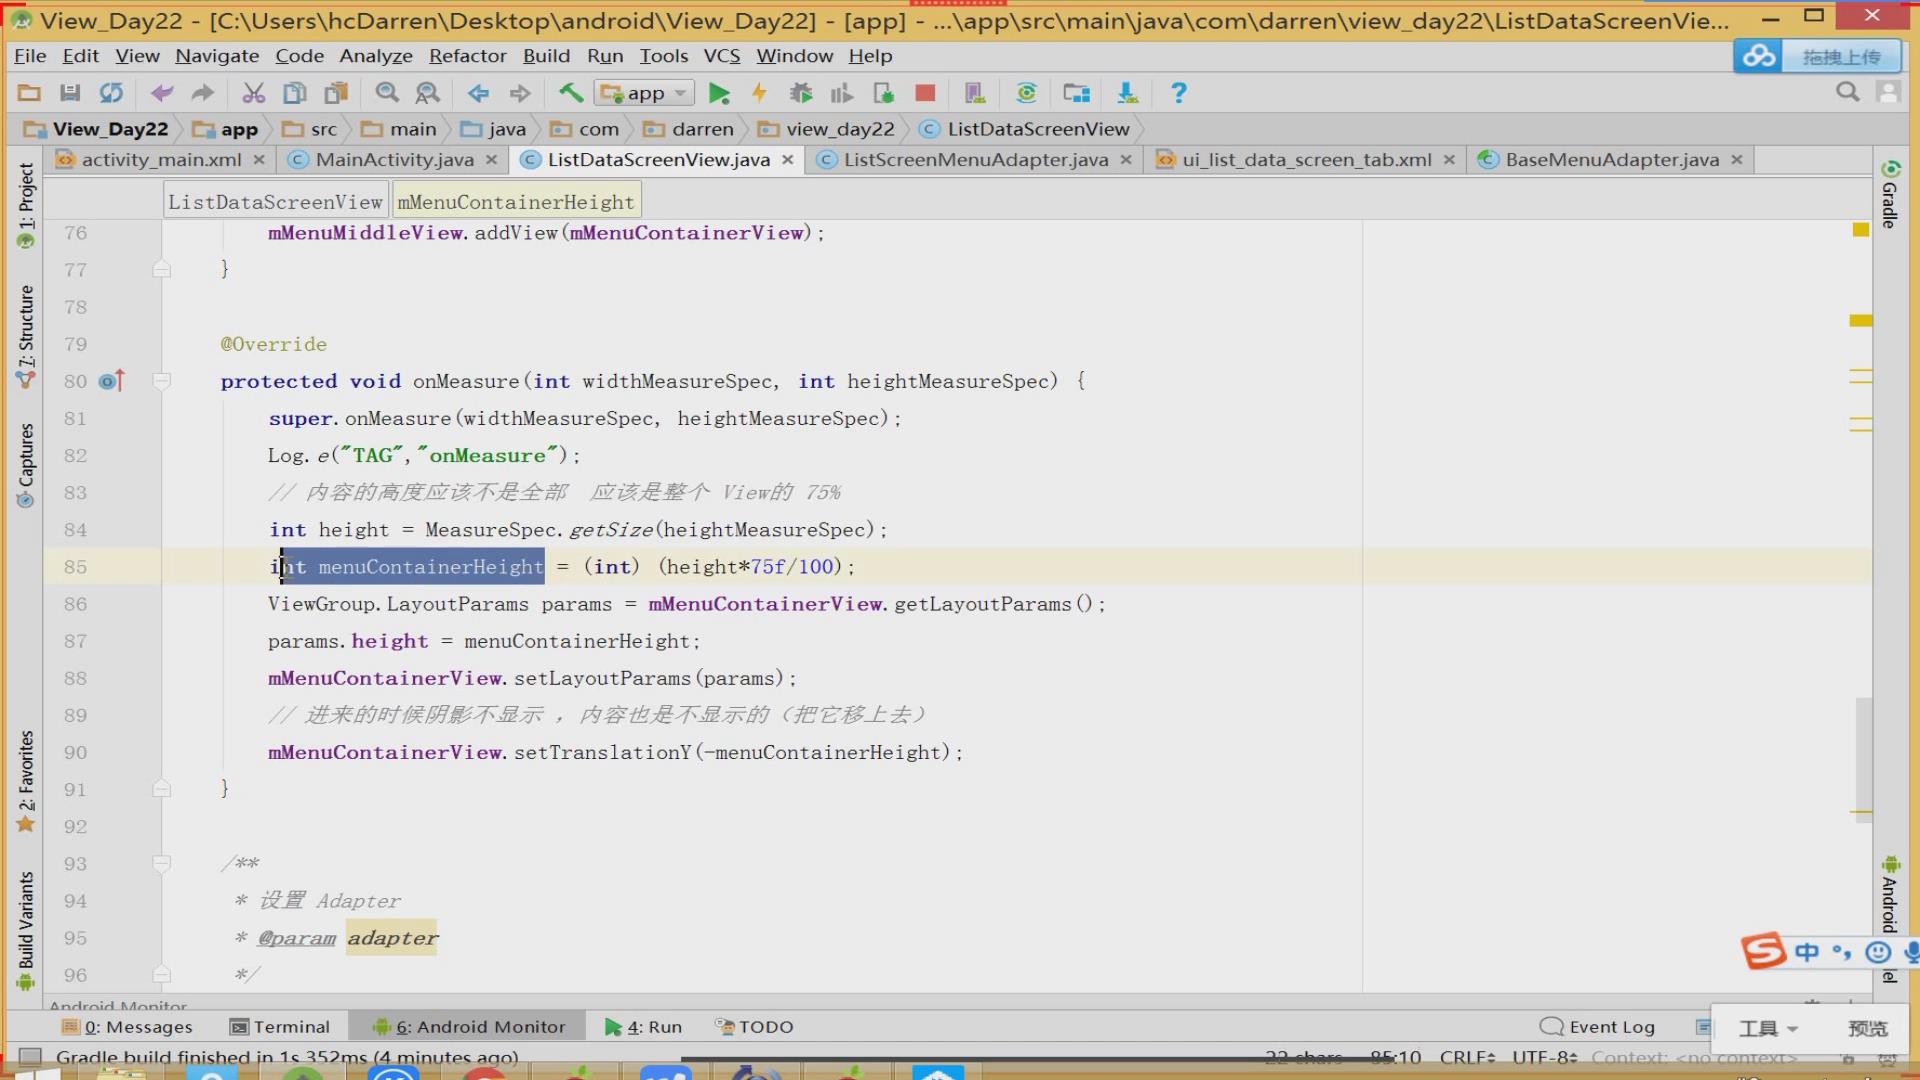 View_Day22 - [C:\Users\hcDarren\Desktop\android\View_Day22] - [app] - ...\app\src\main\java\com\darren\view_day22\ListDataScreenVie...
File Edit View Navigate Code Analyze Refactor Build Run Tools VCS Window Help
拖拽上传
app
View_Day22 app src main java com darren view_day22 ListDataScreenView
activity_main.xml MainActivity.java ListDataScreenView.java ListScreenMenuAdapter.java ui_list_data_screen_tab.xml BaseMenuAdapter.java
ListDataScreenView mMenuContainerHeight
76 mMenuMiddleView.addView(mMenuContainerView);
77 }
78
79 @Override
80 protected void onMeasure(int widthMeasureSpec, int heightMeasureSpec) {
81 super.onMeasure(widthMeasureSpec, heightMeasureSpec);
82 Log.e("TAG","onMeasure");
83 // 内容的高度应该不是全部 应该是整个 View的 75%
84 int height = MeasureSpec.getSize(heightMeasureSpec);
85 int menuContainerHeight = (int) (height*75f/100);
86 ViewGroup.LayoutParams params = mMenuContainerView.getLayoutParams();
87 params.height = menuContainerHeight;
88 mMenuContainerView.setLayoutParams(params);
89 // 进来的时候阴影不显示 ，内容也是不显示的（把它移上去）
90 mMenuContainerView.setTranslationY(-menuContainerHeight);
91 }
92
93 /**
94 * 设置 Adapter
95 * @param adapter
96 */
1: Project
7: Structure
Captures
2: Favorites
Build Variants
Gradle
Android
中
Android Monitor
0: Messages Terminal 6: Android Monitor 4: Run TODO Event Log
工具 预览
Gradle build finished in 1s 352ms (4 minutes ago) 22 chars 85:10 CRLF UTF-8 Context: <no context>